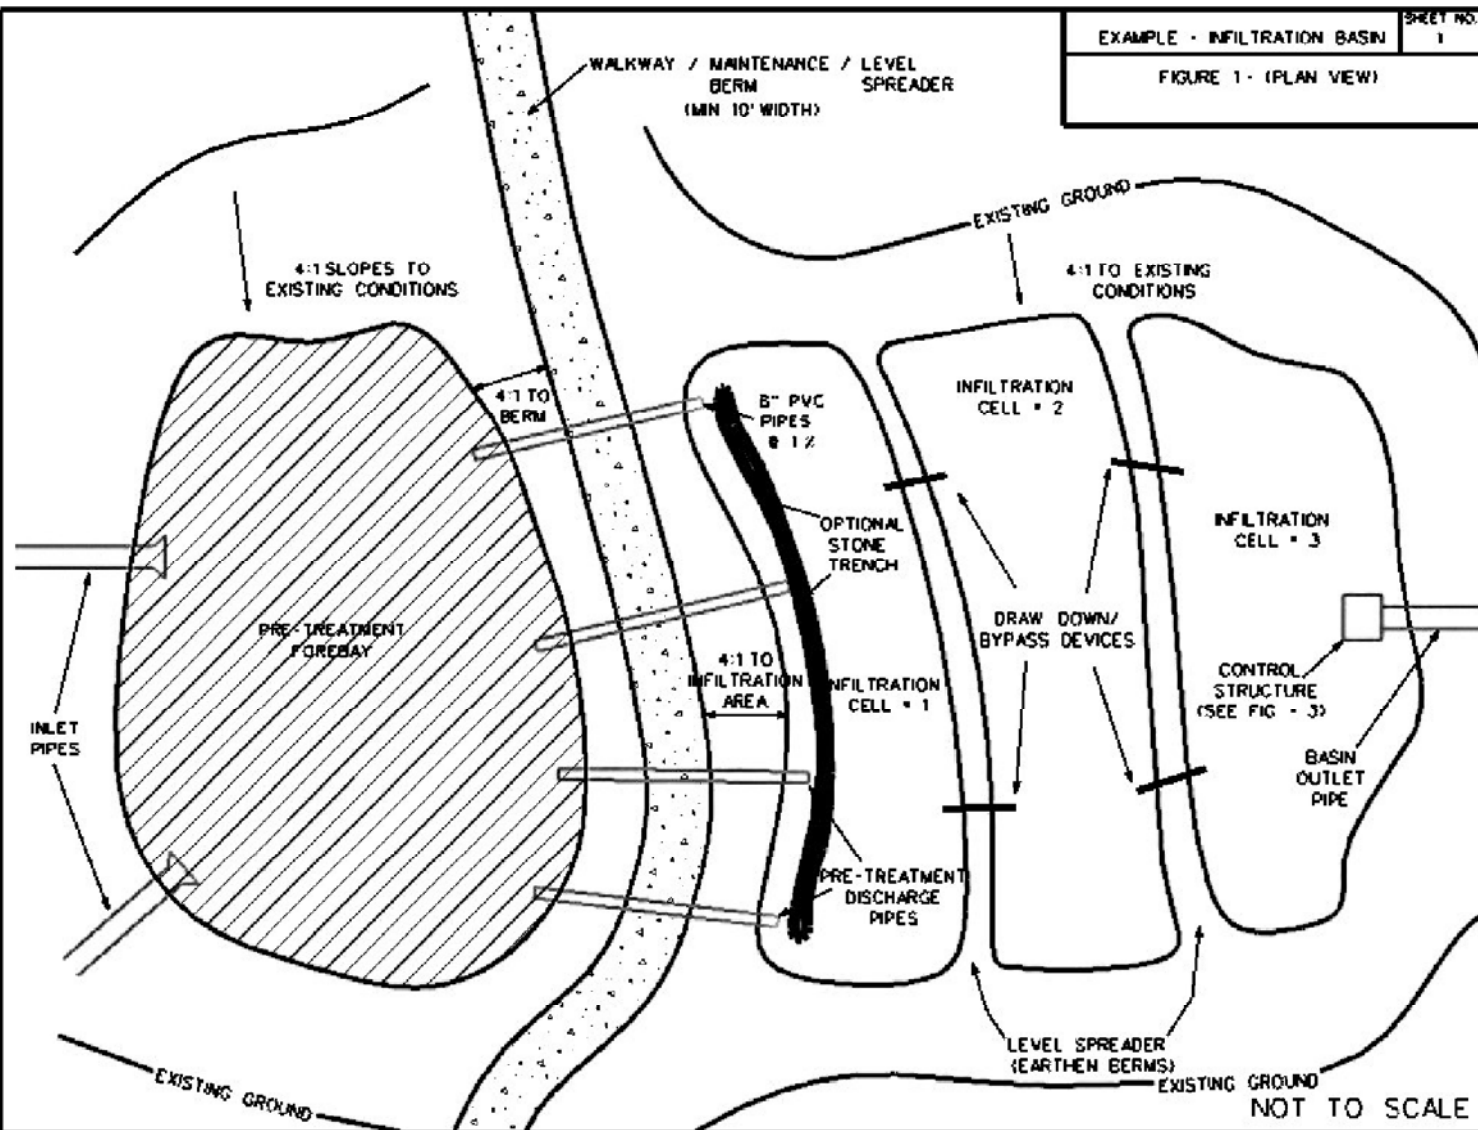 EXAMPLE - INFILTRATION BASIN
SHEET NO.
1
FIGURE 1 - (PLAN VIEW)
WALKWAY / MAINTENANCE / LEVEL
BERM SPREADER
(MIN 10' WIDTH)
EXISTING GROUND
4:1 SLOPES TO
EXISTING CONDITIONS
4:1 TO EXISTING
CONDITIONS
4:1 TO
BERM
8" PVC
PIPES
@ 1%
INFILTRATION
CELL # 2
OPTIONAL
STONE
TRENCH
INFILTRATION
CELL # 3
PRE-TREATMENT
FOREBAY
DRAW DOWN/
BYPASS DEVICES
4:1 TO
INFILTRATION
AREA
INFILTRATION
CELL # 1
CONTROL
STRUCTURE
(SEE FIG - 3)
INLET
PIPES
BASIN
OUTLET
PIPE
PRE-TREATMENT
DISCHARGE
PIPES
LEVEL SPREADER
(EARTHEN BERMS)
EXISTING GROUND
EXISTING GROUND
NOT TO SCALE